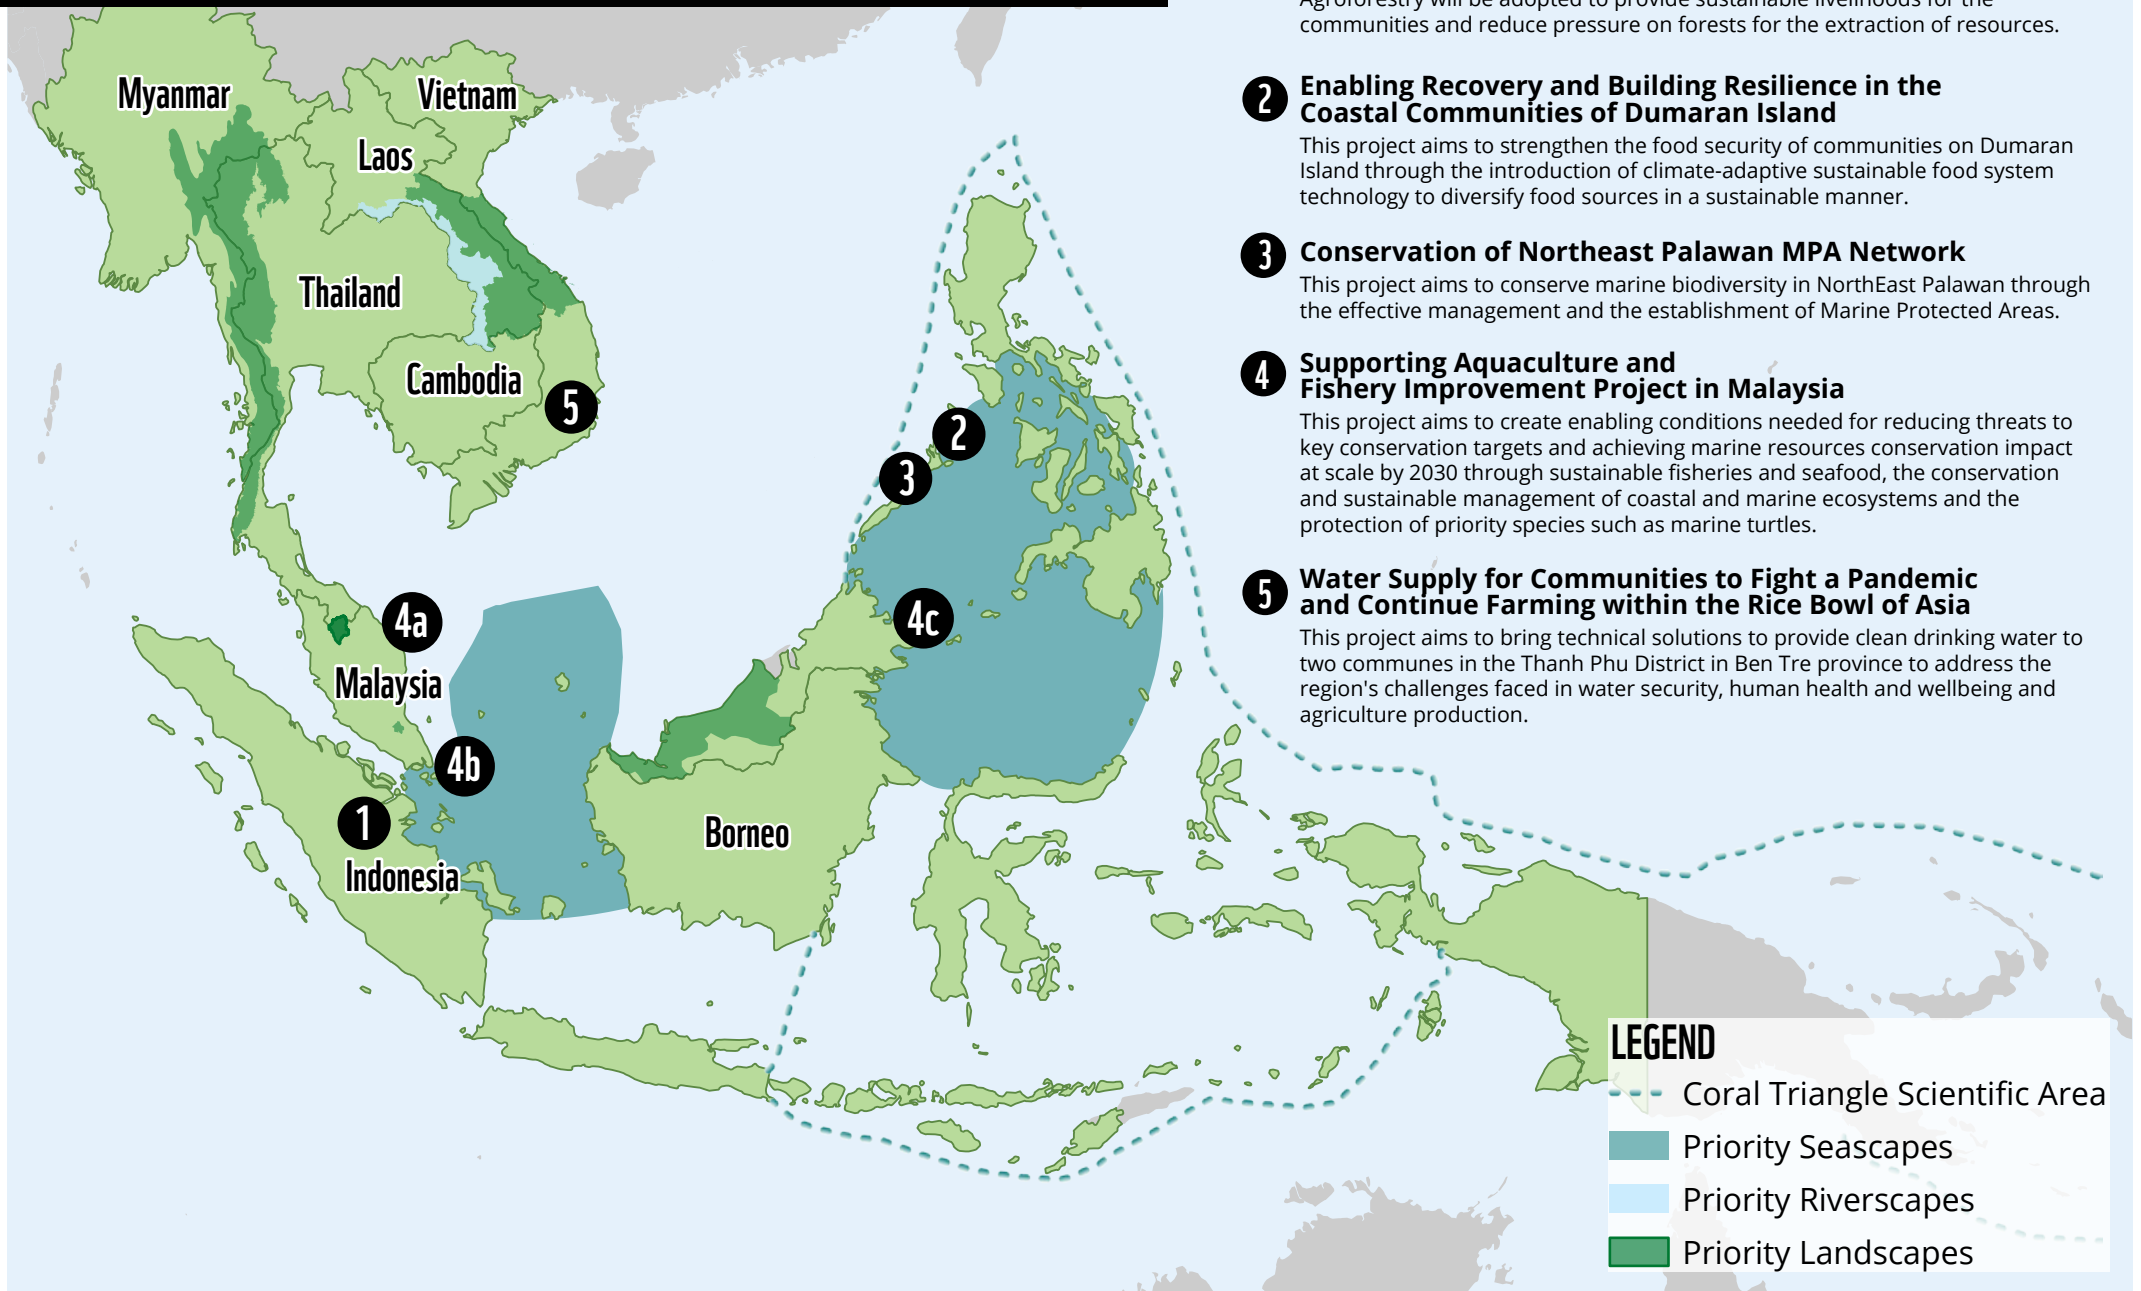 Agroforestry will be adopted to provide sustainable livelihoods for the
communities and reduce pressure on forests for the extraction of resources.
2 Enabling Recovery and Building Resilience in the
Coastal Communities of Dumaran Island
This project aims to strengthen the food security of communities on Dumaran
Island through the introduction of climate-adaptive sustainable food system
technology to diversify food sources in a sustainable manner.
3 Conservation of Northeast Palawan MPA Network
This project aims to conserve marine biodiversity in NorthEast Palawan through
the effective management and the establishment of Marine Protected Areas.
4 Supporting Aquaculture and
Fishery Improvement Project in Malaysia
This project aims to create enabling conditions needed for reducing threats to
key conservation targets and achieving marine resources conservation impact
at scale by 2030 through sustainable fisheries and seafood, the conservation
and sustainable management of coastal and marine ecosystems and the
protection of priority species such as marine turtles.
5 Water Supply for Communities to Fight a Pandemic
and Continue Farming within the Rice Bowl of Asia
This project aims to bring technical solutions to provide clean drinking water to
two communes in the Thanh Phu District in Ben Tre province to address the
region's challenges faced in water security, human health and wellbeing and
agriculture production.
Myanmar
Vietnam
Laos
Thailand
Cambodia
5
2
3
4a
4c
Malaysia
4b
1
Borneo
Indonesia
LEGEND
Coral Triangle Scientific Area
Priority Seascapes
Priority Riverscapes
Priority Landscapes